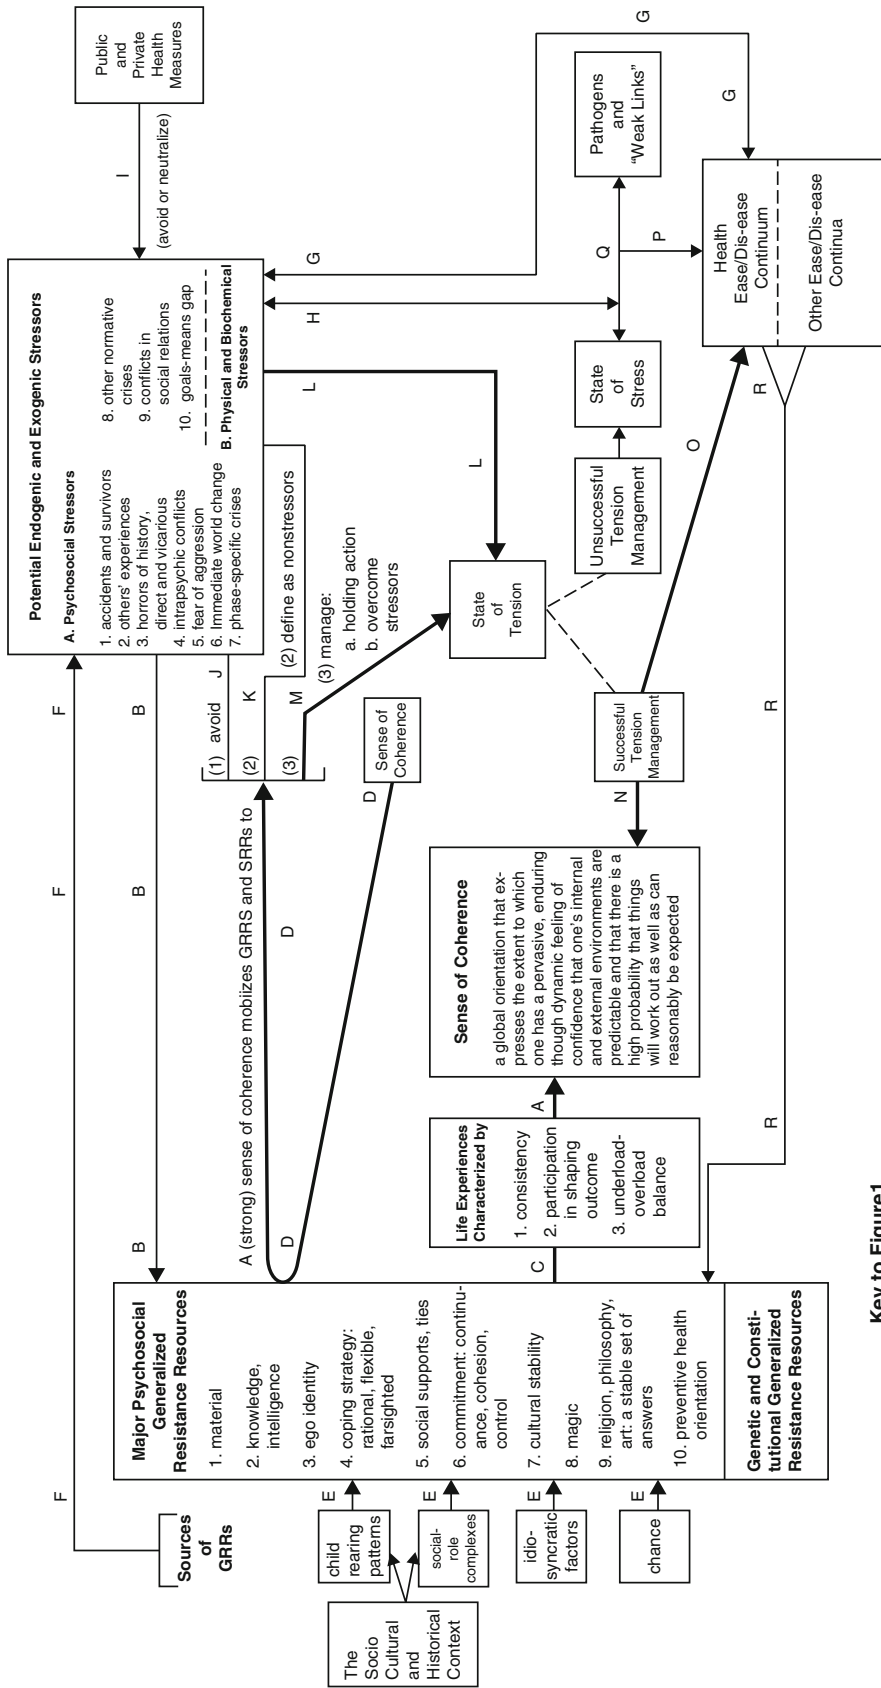 The
Socio
Cultural
and
Historical
Context
Sources
of
GRRs
child
rearing
patterns
social-
role
complexes
idio-
syncratic
factors
chance
E
E
E
E
F
F
F
Major Psychosocial
Generalized
Resistance Resources
1. material
2. knowledge,
intelligence
3. ego identity
4. coping strategy:
rational, flexible,
farsighted
5. social supports, ties
6. commitment: continu-
ance, cohesion,
control
7. cultural stability
8. magic
9. religion, philosophy,
art: a stable set of
answers
10. preventive health
orientation
Genetic and Consti-
tutional Generalized
Resistance Resources
B
B
B
A (strong) sense of coherence mobiizes GRRS and SRRs to
D
D
D
Sense of
Coherence
C
Life Experiences
Characterized by
1. consistency
2. participation
in shaping
outcome
3. underload-
overload
balance
A
Sense of Coherence
a global orientation that ex-
presses the extent to which
one has a pervasive, enduring
though dynamic feeling of
confidence that one's internal
and external environments are
predictable and that there is a
high probability that things
will work out as well as can
reasonably be expected
N
R
R
R
(1) avoid J
(2) K
(2) define as nonstressors
(3) M
(3) manage:
a. holding action
b. overcome
stressors
Potential Endogenic and Exogenic Stressors
A. Psychosocial Stressors
1. accidents and survivors
2. others' experiences
3. horrors of history,
direct and vicarious
4. intrapsychic conflicts
5. fear of aggression
6. Immediate world change
7. phase-specific crises
8. other normative
crises
9. conflicts in
social relations
10. goals-means gap
B. Physical and Biochemical
Stressors
I
(avoid or neutralize)
Public
and
Private
Health
Measures
L
L
H
G
G
G
State
of
Tension
Successful
Tension
Management
Unsuccessful
Tension
Management
State
of
Stress
Q
P
O
Pathogens
and
"Weak Links"
Health
Ease/Dis-ease
Continuum
Other Ease/Dis-ease
Continua
Key to Figure1